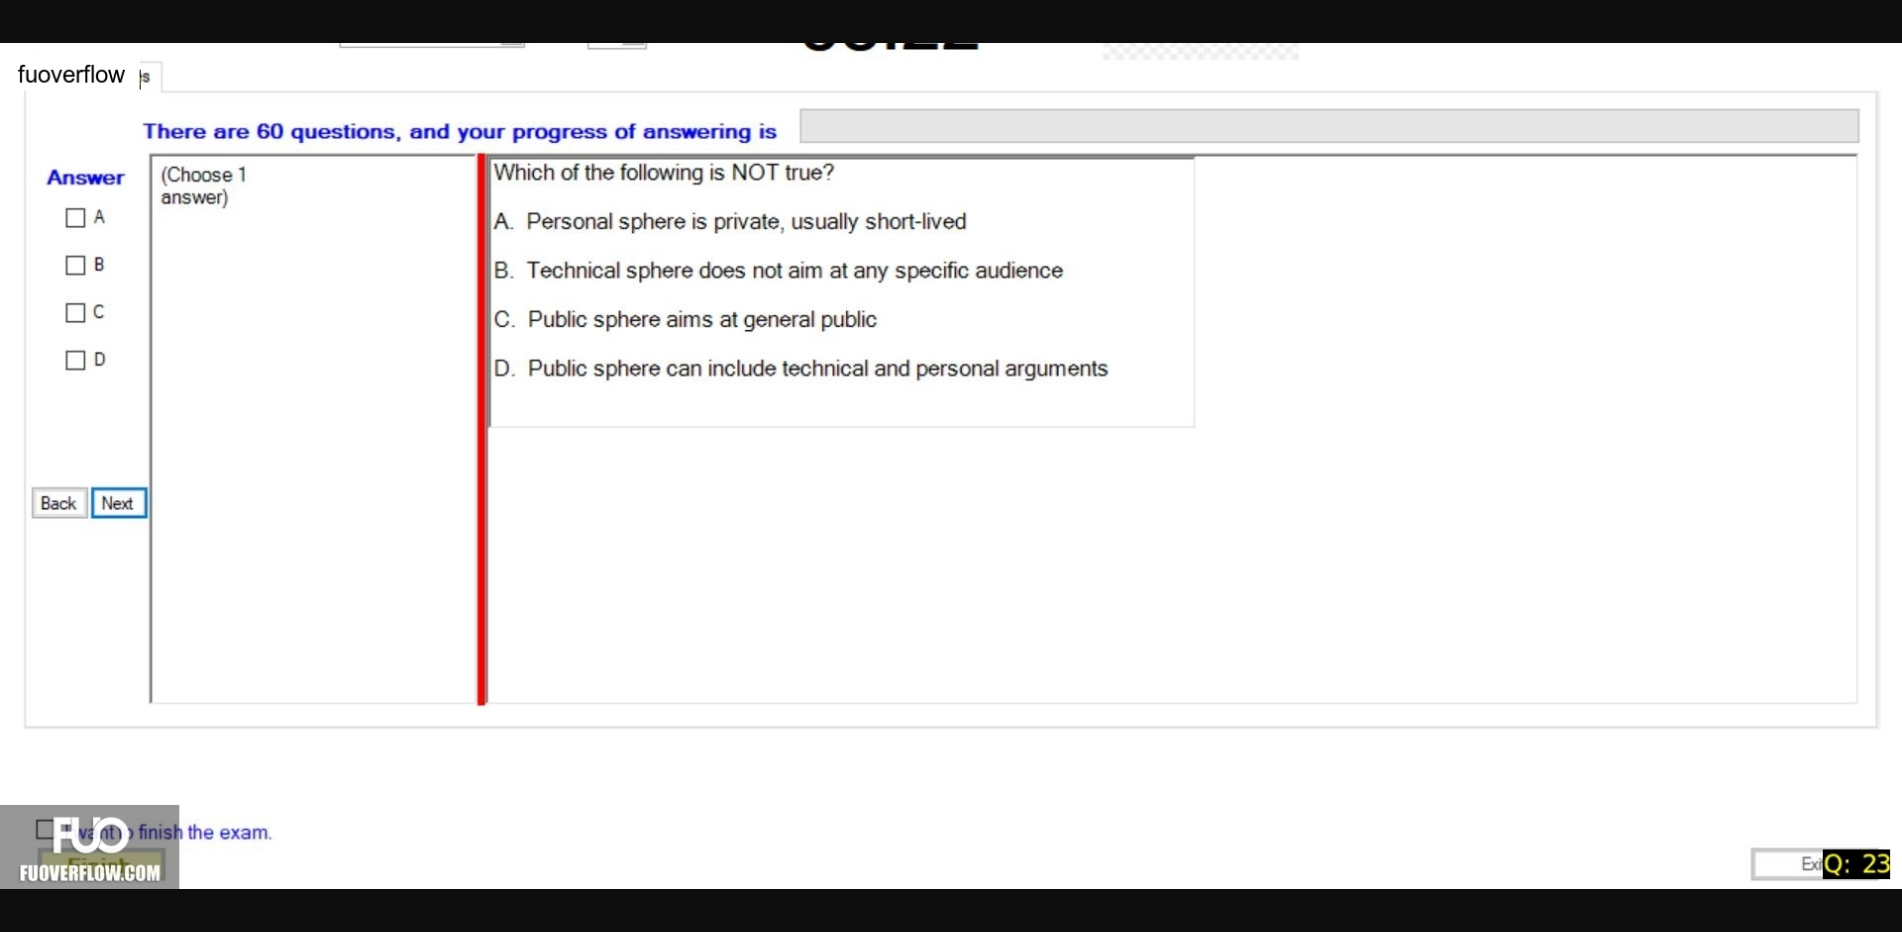 fuoverflow
There are 60 questions, and your progress of answering is
Answer
(Choose 1
answer)
A
B
C
D
Which of the following is NOT true?
A. Personal sphere is private, usually short-lived
B. Technical sphere does not aim at any specific audience
C. Public sphere aims at general public
D. Public sphere can include technical and personal arguments
Back
Next
I want to finish the exam.
FUO
FUOVERFLOW.COM
Q: 23